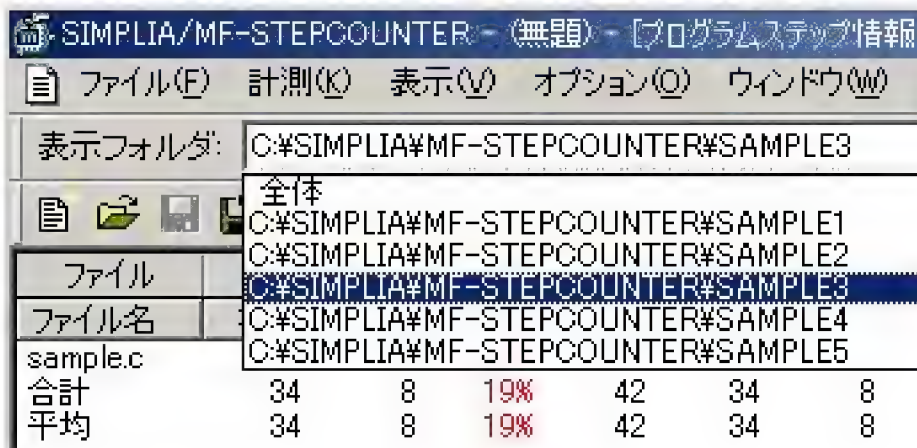 SIMPLIA/MF-STEPCOUNTER - (無題) - [プログラムステップ情報
ファイル(F) 計測(K) 表示(V) オプション(O) ウィンドウ(W)
表示フォルダ: C:¥SIMPLIA¥MF-STEPCOUNTER¥SAMPLE3
全体
C:¥SIMPLIA¥MF-STEPCOUNTER¥SAMPLE1
C:¥SIMPLIA¥MF-STEPCOUNTER¥SAMPLE2
C:¥SIMPLIA¥MF-STEPCOUNTER¥SAMPLE3
C:¥SIMPLIA¥MF-STEPCOUNTER¥SAMPLE4
C:¥SIMPLIA¥MF-STEPCOUNTER¥SAMPLE5
ファイル
ファイル名
sample.c
合計 34 8 19% 42 34 8
平均 34 8 19% 42 34 8